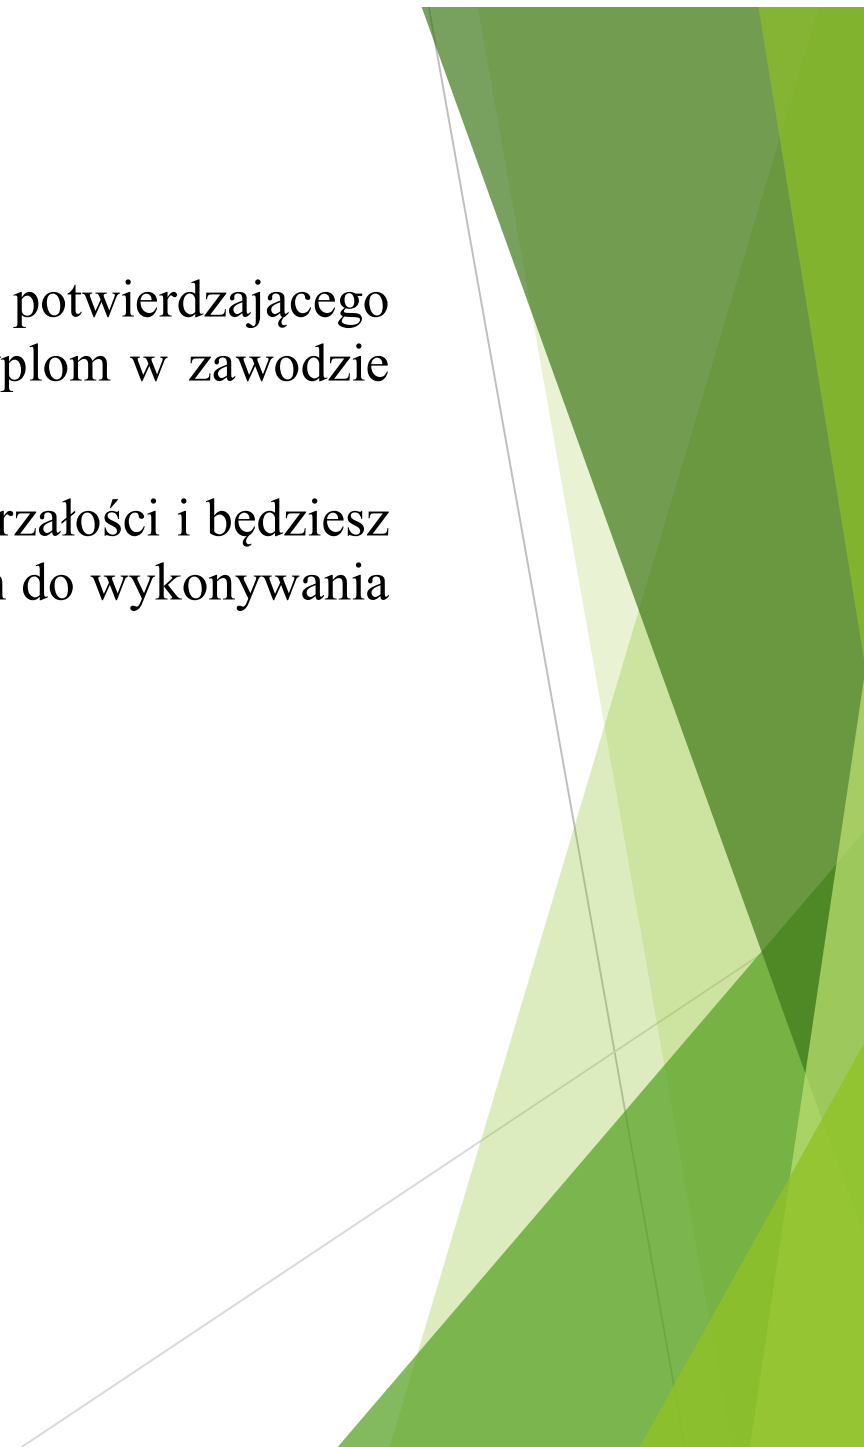 potwierdzającego
plom w zawodzie
rzałości i będziesz
do wykonywania